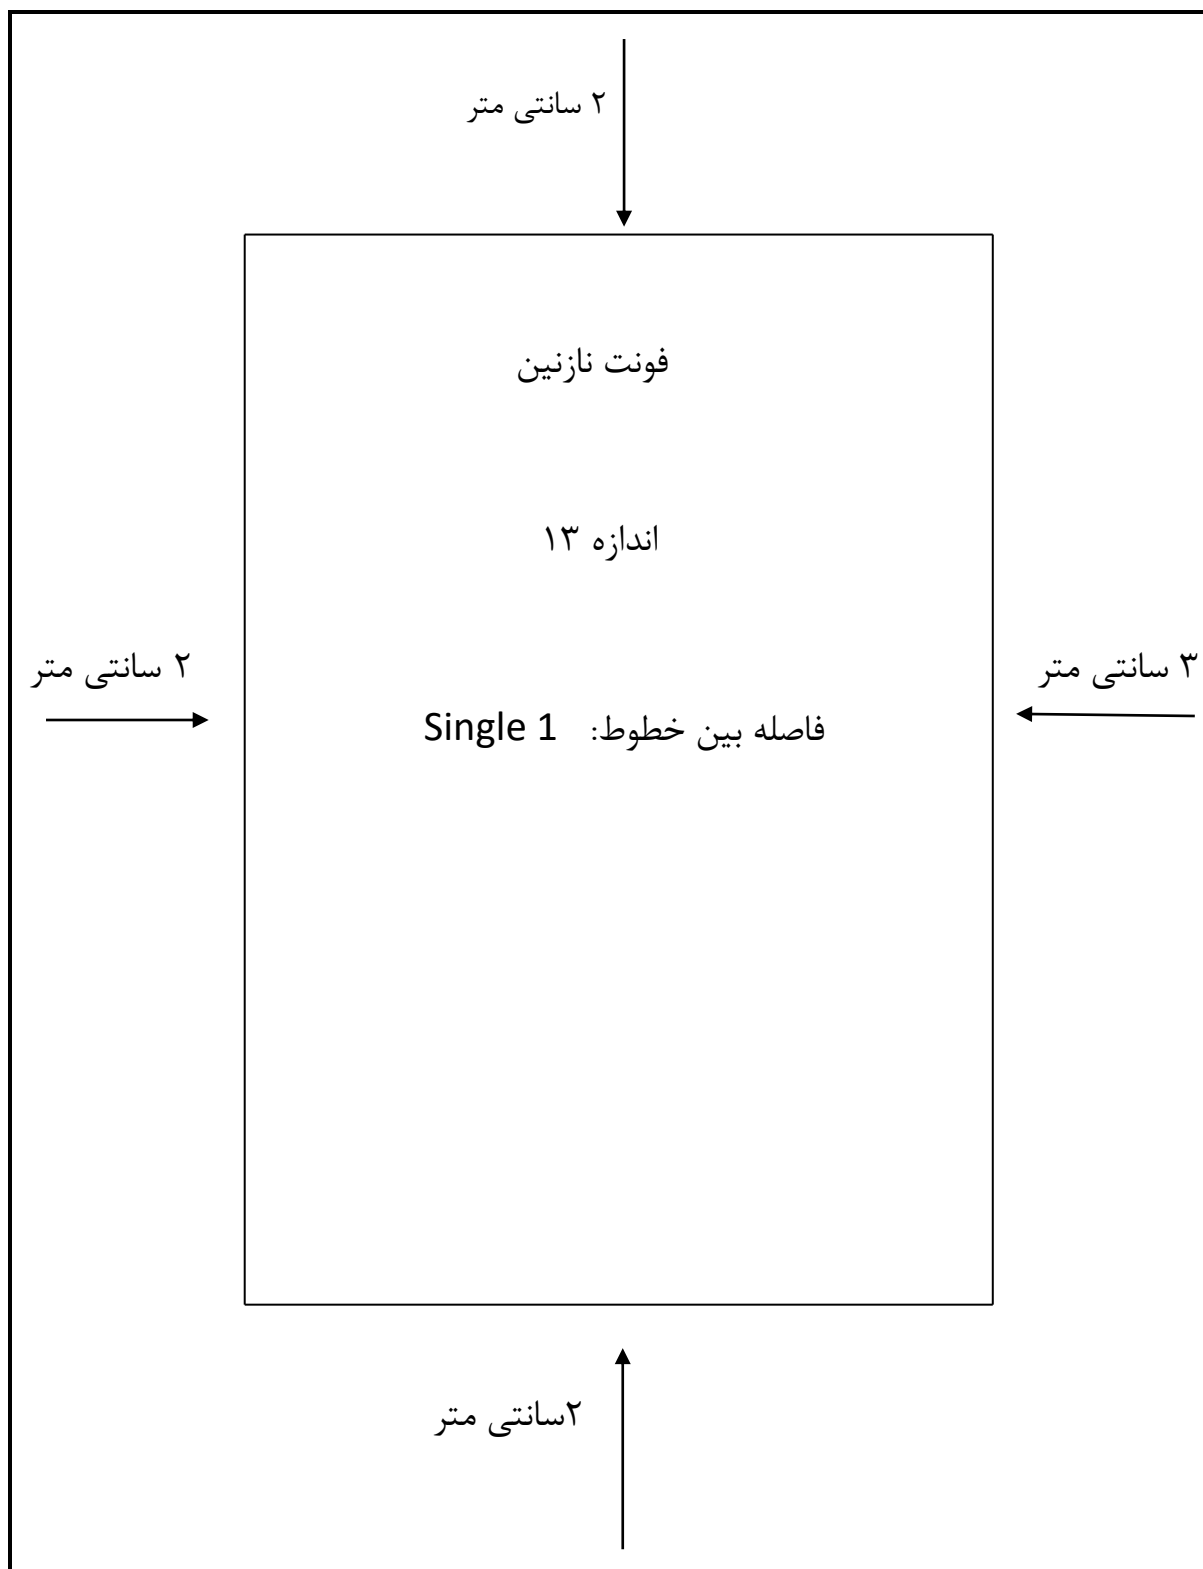 ۲ سانتی متر
فونت نازنین
اندازه ۱۳
۳ سانتی متر
۲ سانتی متر
فاصله بین خطوط: Single 1
۲سانتی متر